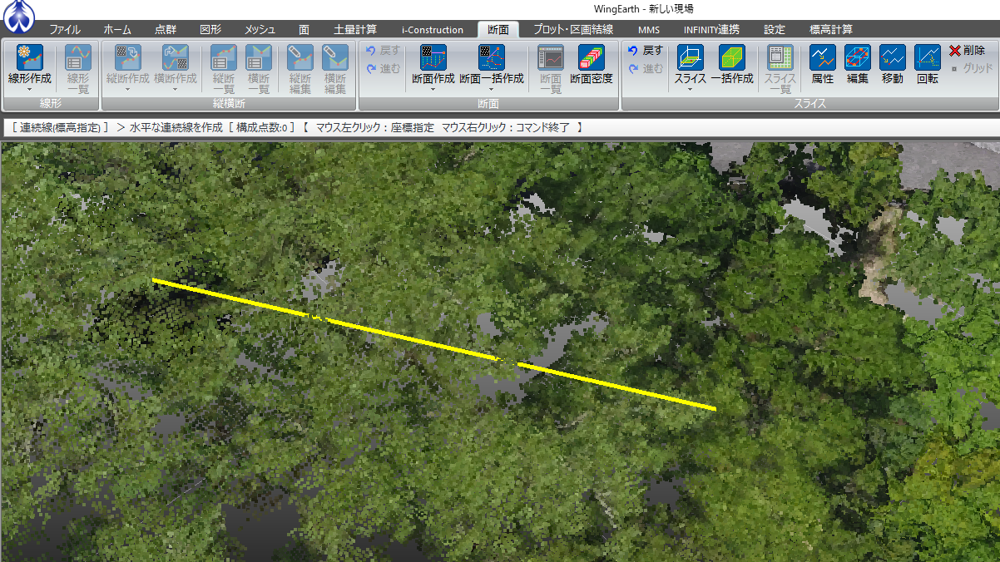 WingEarth - 新しい現場
ファイル ホーム 点群 図形 メッシュ 面 土量計算 i-Construction 断面 プロット・区画結線 MMS INFINITY連携 設定 標高計算
線形作成 線形一覧 縦断作成 横断作成 縦断一覧 横断一覧 縦断編集 横断編集 戻す 進む 断面作成 断面一括作成 断面一覧 断面密度 戻す 進む スライス 一括作成 スライス一覧 属性 編集 移動 回転 削除 グリッド
線形 縦横断 断面 スライス
[ 連続線(標高指定) ] ＞ 水平な連続線を作成 [ 構成点数:0 ] 【 マウス左クリック：座標指定 マウス右クリック：コマンド終了 】